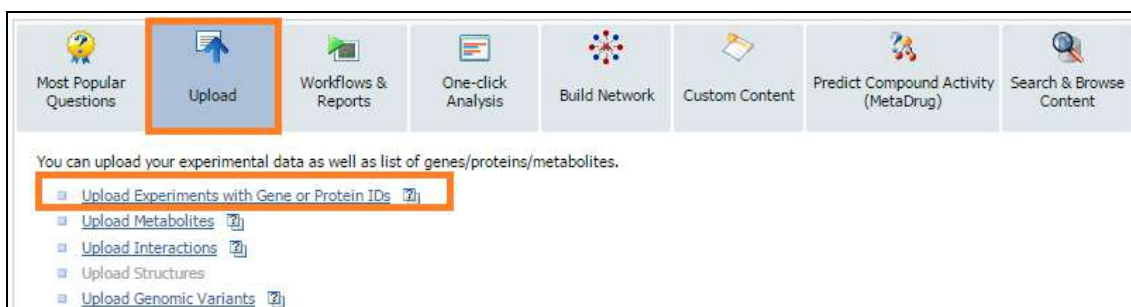 Most Popular
Questions
Upload
Workflows &
Reports
One-click
Analysis
Build Network
Custom Content
Predict Compound Activity
(MetaDrug)
Search & Browse
Content
You can upload your experimental data as well as list of genes/proteins/metabolites.
Upload Experiments with Gene or Protein IDs
Upload Metabolites
Upload Interactions
Upload Structures
Upload Genomic Variants